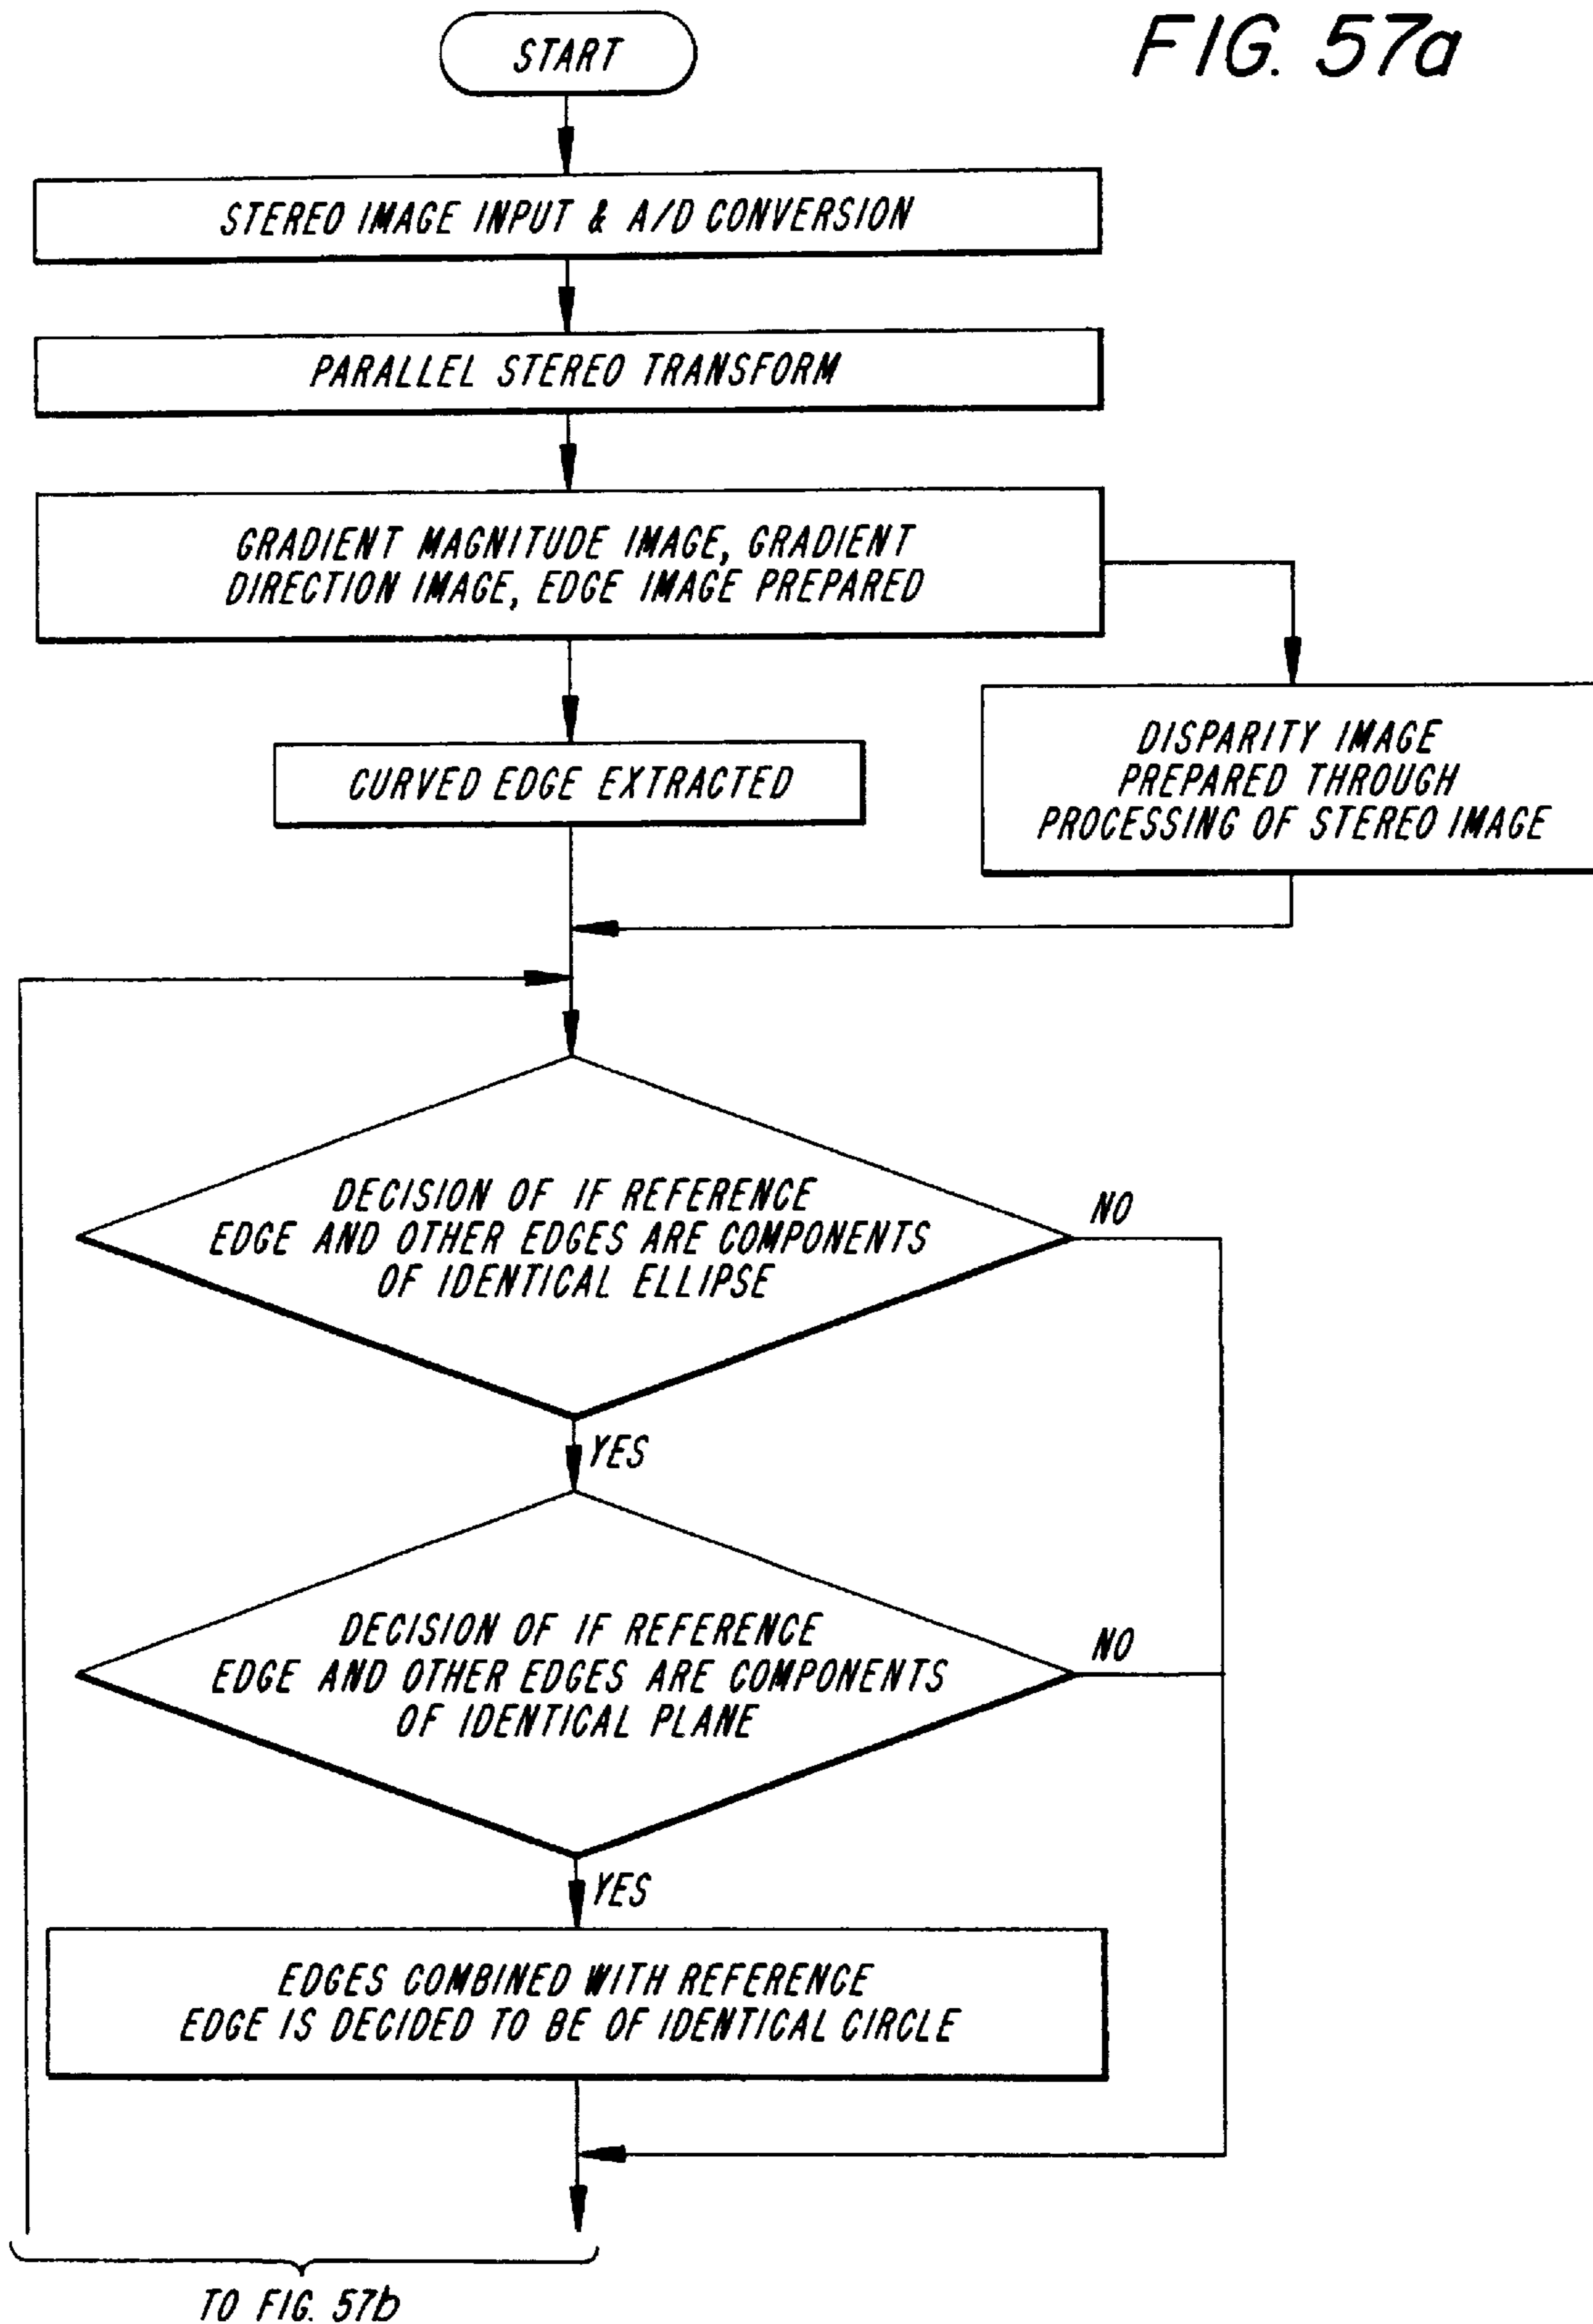 FIG. 57a
START
STEREO IMAGE INPUT & A/D CONVERSION
PARALLEL STEREO TRANSFORM
GRADIENT MAGNITUDE IMAGE, GRADIENT
DIRECTION IMAGE, EDGE IMAGE PREPARED
CURVED EDGE EXTRACTED
DISPARITY IMAGE
PREPARED THROUGH
PROCESSING OF STEREO IMAGE
DECISION OF IF REFERENCE
EDGE AND OTHER EDGES ARE COMPONENTS
OF IDENTICAL ELLIPSE
NO
YES
DECISION OF IF REFERENCE
EDGE AND OTHER EDGES ARE COMPONENTS
OF IDENTICAL PLANE
NO
YES
EDGES COMBINED WITH REFERENCE
EDGE IS DECIDED TO BE OF IDENTICAL CIRCLE
TO FIG. 57b